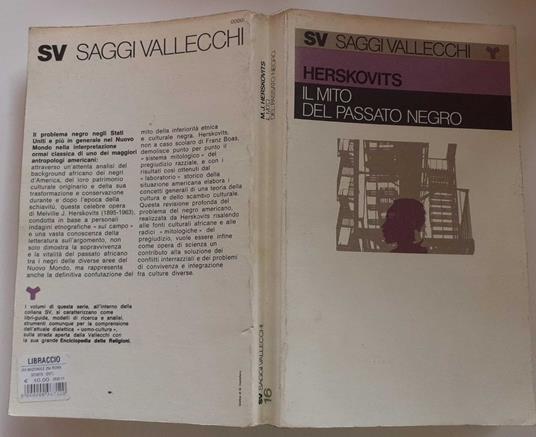 0000
SV SAGGI VALLECCHI
Il problema negro negli Stati
Uniti e più in generale nel Nuovo
Mondo nella interpretazione
ormai classica di uno dei maggiori
antropologi americani:
attraverso un'attenta analisi del
background africano dei negri
d'America, del loro patrimonio
culturale originario e della sua
trasformazione e conservazione
durante e dopo l'epoca della
schiavitù, questa celebre opera
di Melville J. Herskovits (1895-1963),
condotta in base a personali
indagini etnografiche « sul campo »
e una vasta conoscenza della
letteratura sull'argomento, non
solo dimostra la sopravvivenza
e la vitalità del passato africano
tra i negri delle diverse aree del
Nuovo Mondo, ma rappresenta
anche la definitiva confutazione del
mito della inferiorità etnica
e culturale negra. Herskovits,
non a caso scolaro di Franz Boas,
demolisce punto per punto il
« sistema mitologico » del
pregiudizio razziale, e con i
risultati così ottenuti dal
« laboratorio » storico della
situazione americana elabora i
concetti generali di una teoria della
cultura e dello scambio culturale.
Questa revisione profonda del
problema del negro americano,
realizzata da Herskovits risalendo
alle fonti culturali africane e alle
radici « mitologiche » del
pregiudizio, vuole essere infine
come opera di scienza un
contributo alla soluzione dei
conflitti interrazziali e dei problemi
di convivenza e integrazione
fra culture diverse.
I volumi di questa serie, all'interno della
collana SV, si caratterizzano come
libri-guide, modelli di ricerca e analisi,
strumenti comunque per la comprensione
dell'attuale dialettica « uomo-cultura »,
sulla strada aperta dalla Vallecchi con
la sua grande Enciclopedia delle Religioni.
LIBRACCIO
€ 10,00
M. J. HERSKOVITS
IL MITO
DEL PASSATO NEGRO
SV SAGGI VALLECCHI
16
SV SAGGI VALLECCHI
HERSKOVITS
IL MITO
DEL PASSATO NEGRO